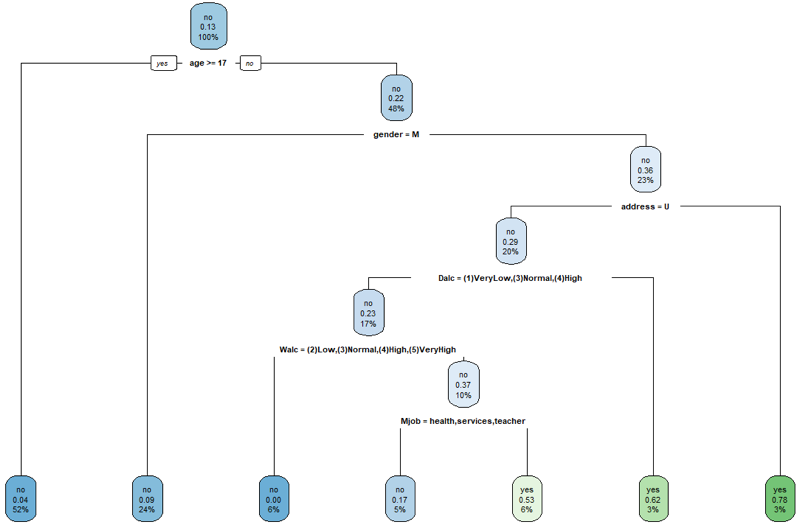 no
0.13
100%
yes
age >= 17
no
no
0.22
48%
gender = M
no
0.36
23%
address = U
no
0.29
20%
Dalc = (1)VeryLow,(3)Normal,(4)High
no
0.23
17%
Walc = (2)Low,(3)Normal,(4)High,(5)VeryHigh
no
0.37
10%
Mjob = health,services,teacher
no
0.04
52%
no
0.09
24%
no
0.00
6%
no
0.17
5%
yes
0.53
6%
yes
0.62
3%
yes
0.78
3%